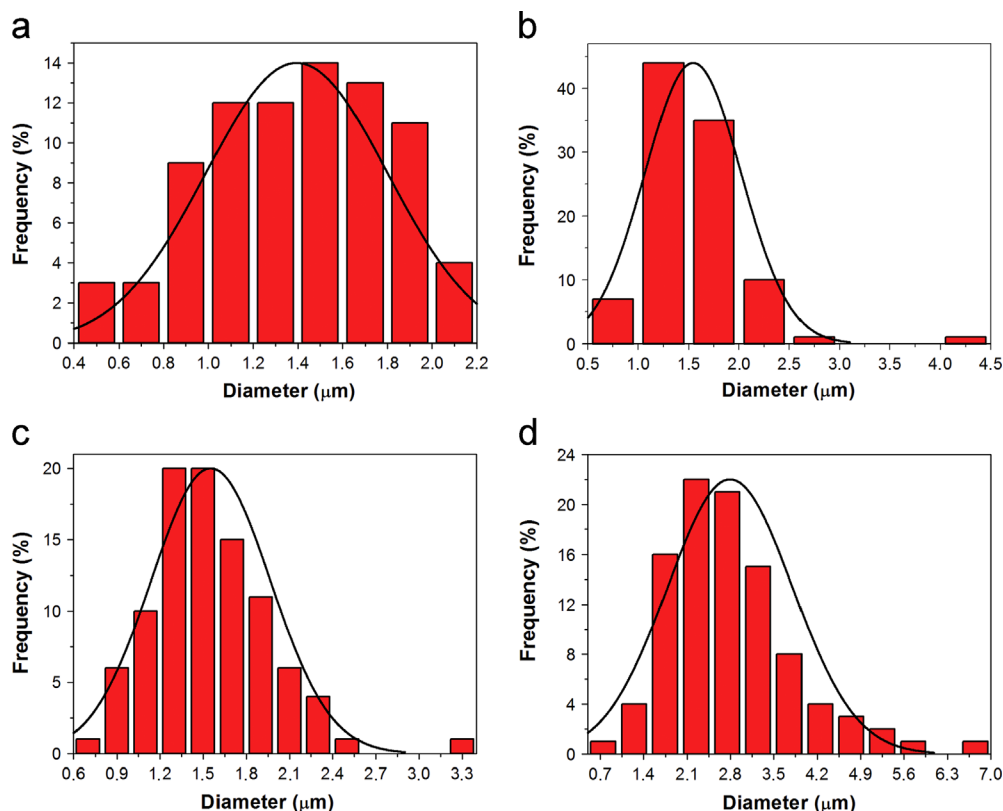 a
14
12
10
8
6
4
2
0
Frequency (%)
0.4 0.6 0.8 1.0 1.2 1.4 1.6 1.8 2.0 2.2
Diameter (μm)
b
40
30
20
10
0
Frequency (%)
0.5 1.0 1.5 2.0 2.5 3.0 3.5 4.0 4.5
Diameter (μm)
c
20
15
10
5
0
Frequency (%)
0.6 0.9 1.2 1.5 1.8 2.1 2.4 2.7 3.0 3.3
Diameter (μm)
d
24
20
16
12
8
4
0
Frequency (%)
0.7 1.4 2.1 2.8 3.5 4.2 4.9 5.6 6.3 7.0
Diameter (μm)